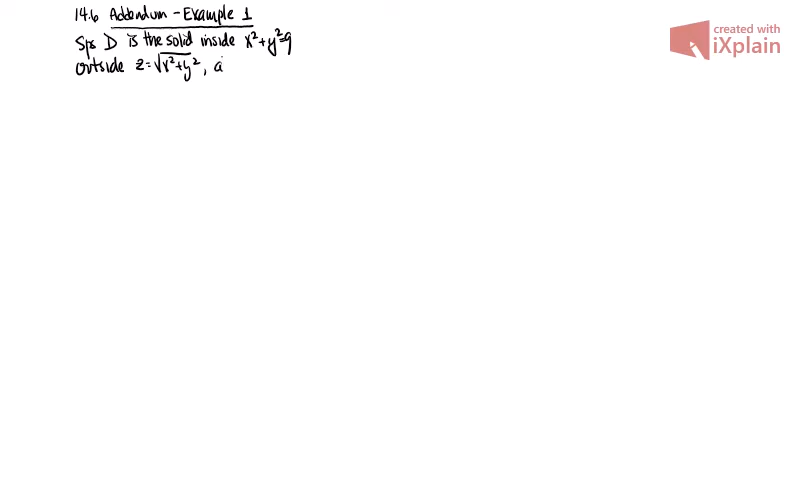 14.6 Addendum - Example 1
Sps D is the solid inside x²+y²=9
outside z=√x²+y², a
created with
iXplain